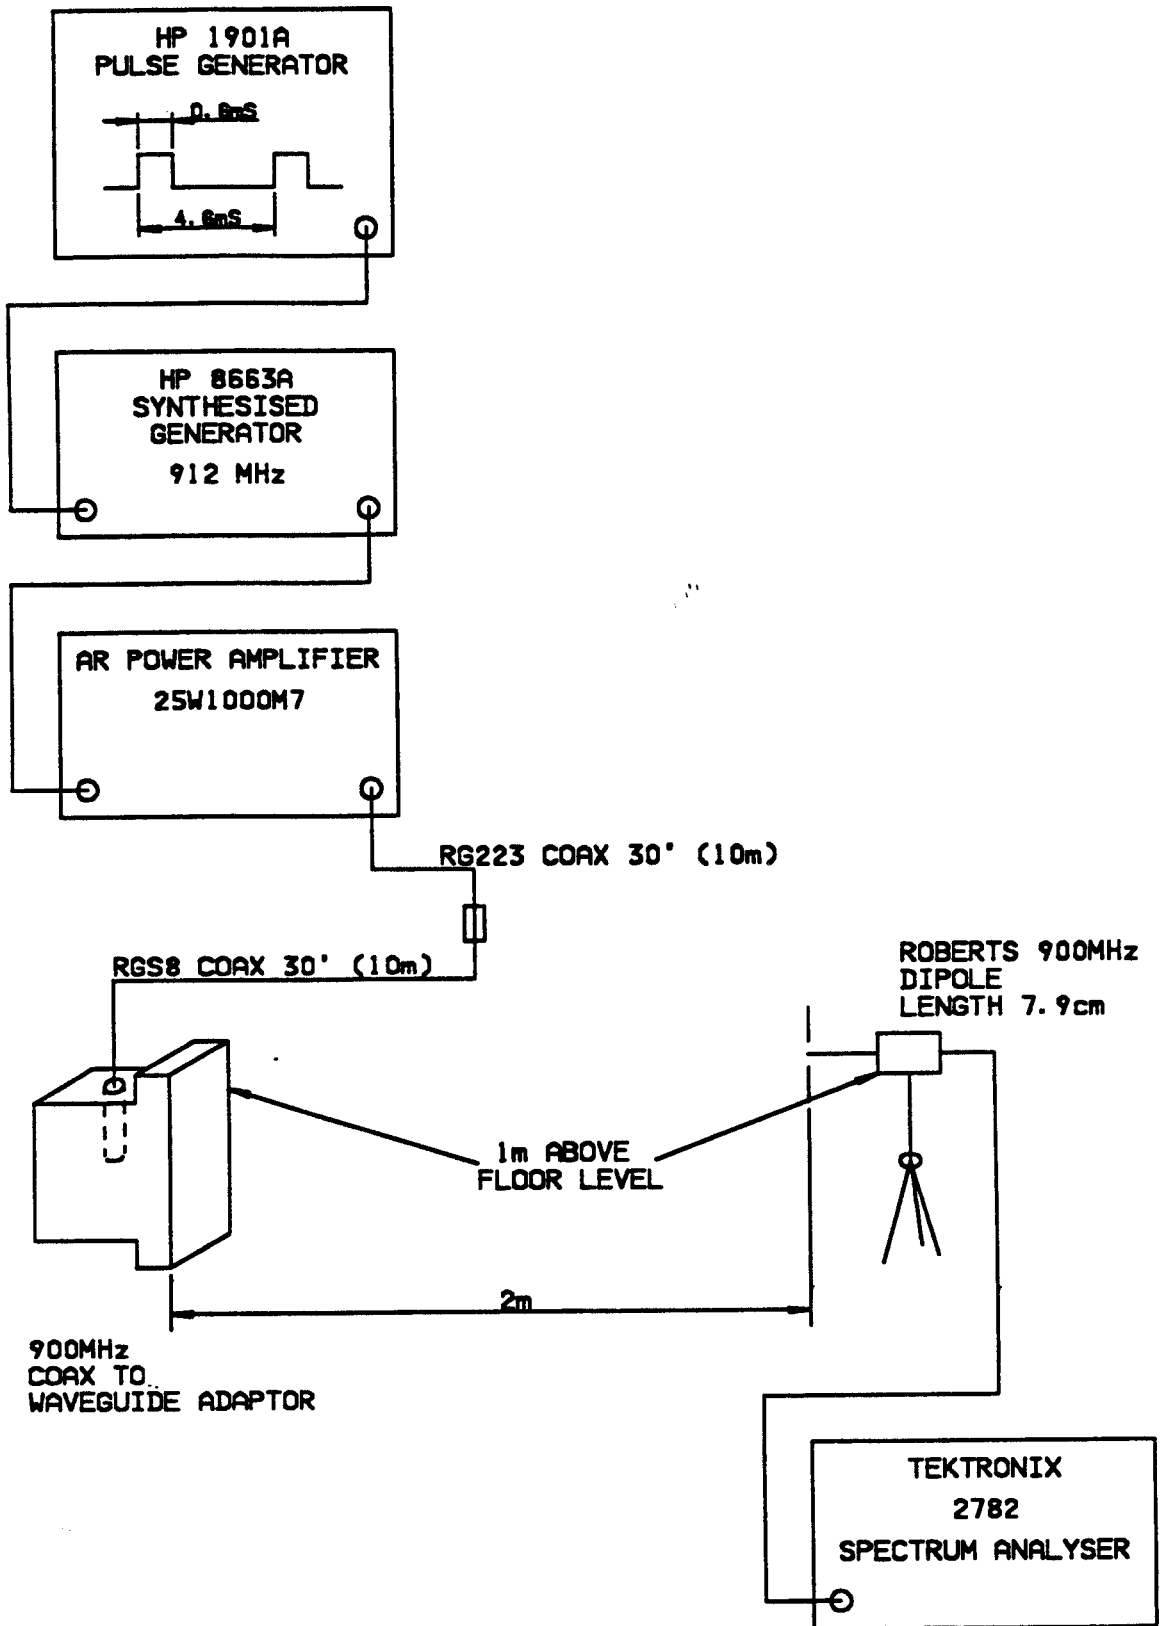 HP 1901A
PULSE GENERATOR
0.6mS
4.6mS
HP 8663A
SYNTHESISED
GENERATOR
912 MHz
AR POWER AMPLIFIER
25W1000M7
RG223 COAX 30' (10m)
RGS8 COAX 30' (10m)
ROBERTS 900MHz
DIPOLE
LENGTH 7.9cm
1m ABOVE
FLOOR LEVEL
2m
900MHz
COAX TO
WAVEGUIDE ADAPTOR
TEKTRONIX
2782
SPECTRUM ANALYSER